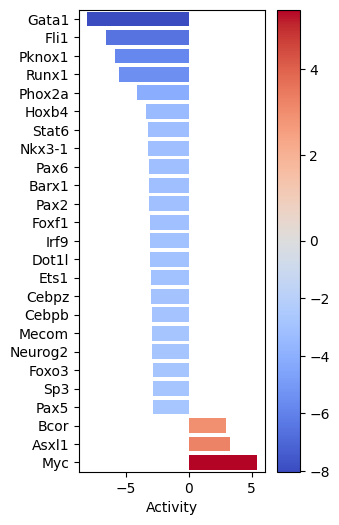 Gata1
Fli1
Pknox1
Runx1
Phox2a
Hoxb4
Stat6
Nkx3-1
Pax6
Barx1
Pax2
Foxf1
Irf9
Dot1l
Ets1
Cebpz
Cebpb
Mecom
Neurog2
Foxo3
Sp3
Pax5
Bcor
Asxl1
Myc
−5 0 5
Activity
4
2
0
−2
−4
−6
−8